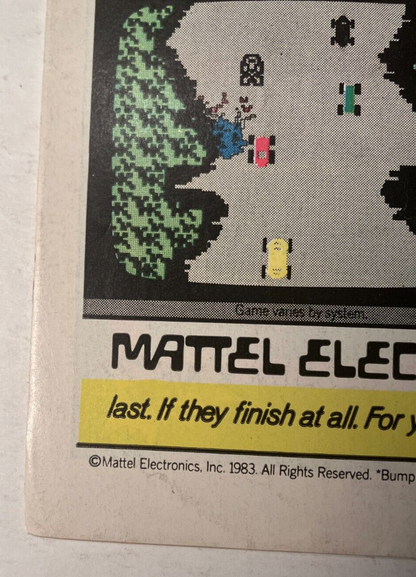 Game varies by system.
MATTEL ELEC
last. If they finish at all. For y
©Mattel Electronics, Inc. 1983. All Rights Reserved. *Bump